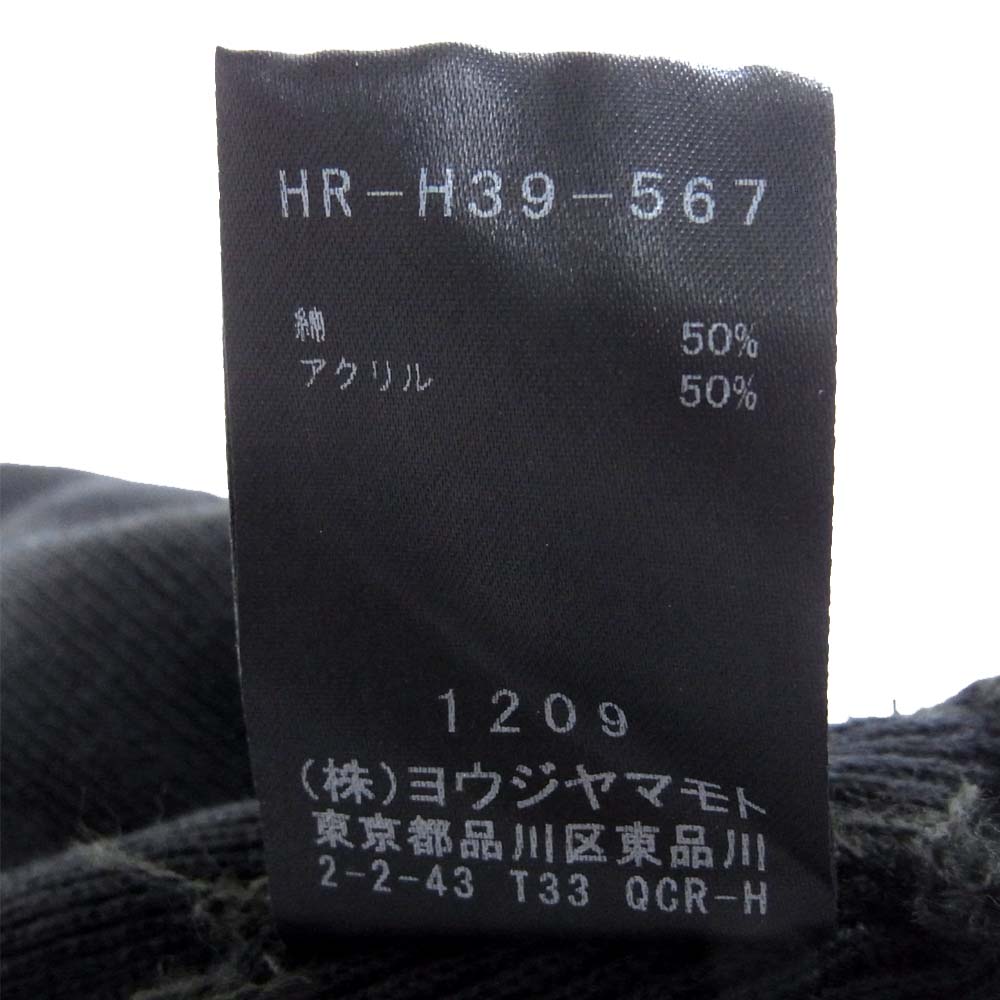 HR-H39-567
綿 50%
アクリル 50%
1209
(株)ヨウジヤマモト
東京都品川区東品川
2-2-43 T33 QCR-H